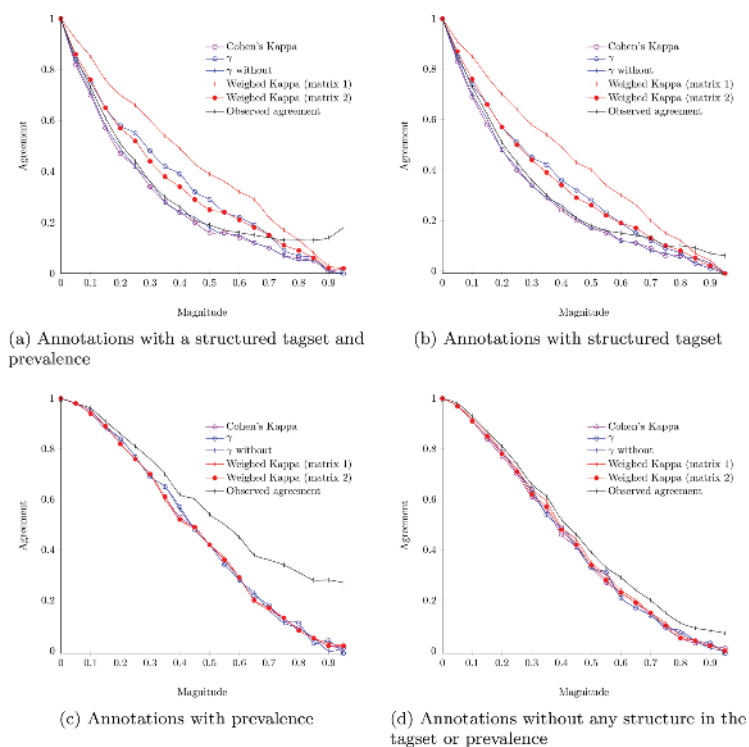 1
0.8
0.6
0.4
0.2
0
Agreement
Cohen's Kappa
γ
γ without
Weighed Kappa (matrix 1)
Weighed Kappa (matrix 2)
Observed agreement
0 0.1 0.2 0.3 0.4 0.5 0.6 0.7 0.8 0.9
Magnitude
(a) Annotations with a structured tagset and
prevalence
1
0.8
0.6
0.4
0.2
0
Agreement
Cohen's Kappa
γ
γ without
Weighed Kappa (matrix 1)
Weighed Kappa (matrix 2)
Observed agreement
0 0.1 0.2 0.3 0.4 0.5 0.6 0.7 0.8 0.9
Magnitude
(b) Annotations with structured tagset
1
0.8
0.6
0.4
0.2
0
Agreement
Cohen's Kappa
γ
γ without
Weighed Kappa (matrix 1)
Weighed Kappa (matrix 2)
Observed agreement
0 0.1 0.2 0.3 0.4 0.5 0.6 0.7 0.8 0.9
Magnitude
(c) Annotations with prevalence
1
0.8
0.6
0.4
0.2
0
Agreement
Cohen's Kappa
γ
γ without
Weighed Kappa (matrix 1)
Weighed Kappa (matrix 2)
Observed agreement
0 0.1 0.2 0.3 0.4 0.5 0.6 0.7 0.8 0.9
Magnitude
(d) Annotations without any structure in the
tagset or prevalence